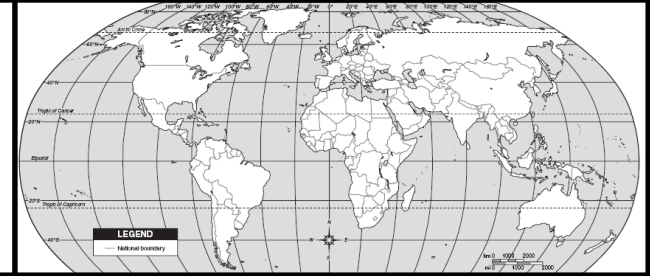 160°W 140°W 120°W 100°W 80°W 60°W 40°W 20°W 0° 20°E 40°E 60°E 80°E 100°E 120°E 140°E 160°E
80°N
Arctic Circle
60°N
40°N
Tropic of Cancer
20°N
Equator
20°S
Tropic of Capricorn
40°S
LEGEND
National boundary
N
W E
S
km 0 1000 2000
mi 0 1000 2000